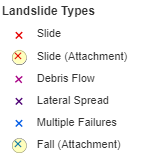 Landslide Types
Slide
Slide (Attachment)
Debris Flow
Lateral Spread
Multiple Failures
Fall (Attachment)